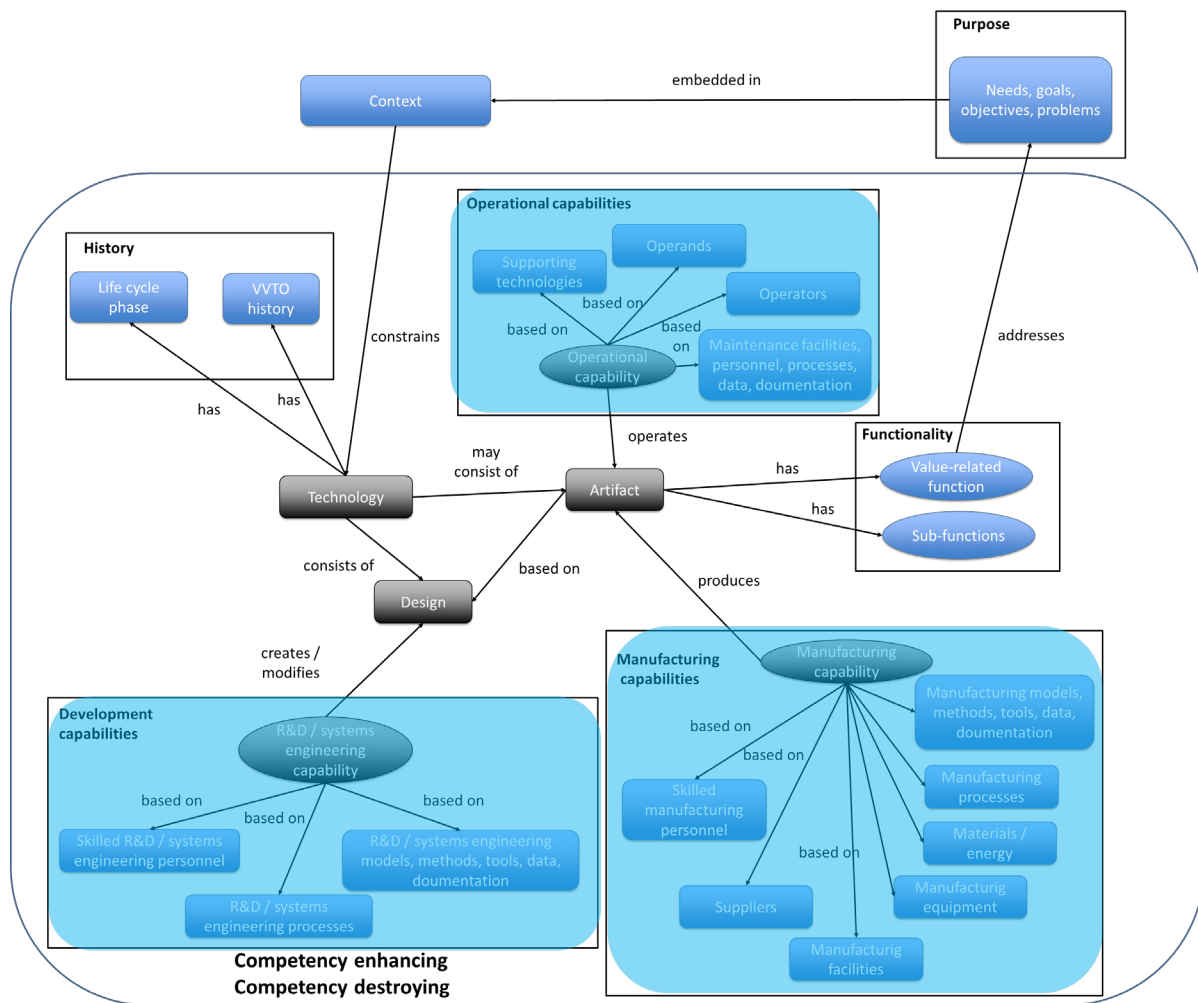 Purpose
Needs, goals,
objectives, problems
embedded in
Context
addresses
constrains
History
Life cycle
phase
VVTO
history
has
has
Operational capabilities
Operands
Supporting
technologies
Operators
based on
based on
based
on
Maintenance facilities,
personnel, processes,
data, doumentation
Operational
capability
operates
may
consist of
Technology
Artifact
has
has
Functionality
Value-related
function
Sub-functions
consists of
based on
Design
produces
creates /
modifies
Development
capabilities
R&D / systems
engineering
capability
based on
based on
based on
Skilled R&D / systems
engineering personnel
R&D / systems engineering
models, methods, tools, data,
doumentation
R&D / systems
engineering processes
Manufacturing
capabilities
Manufacturing
capability
Manufacturing models,
methods, tools, data,
doumentation
based on
based on
Skilled
manufacturing
personnel
Manufacturing
processes
Materials /
energy
based on
Suppliers
Manufacturig
equipment
Manufacturig
facilities
Competency enhancing
Competency destroying